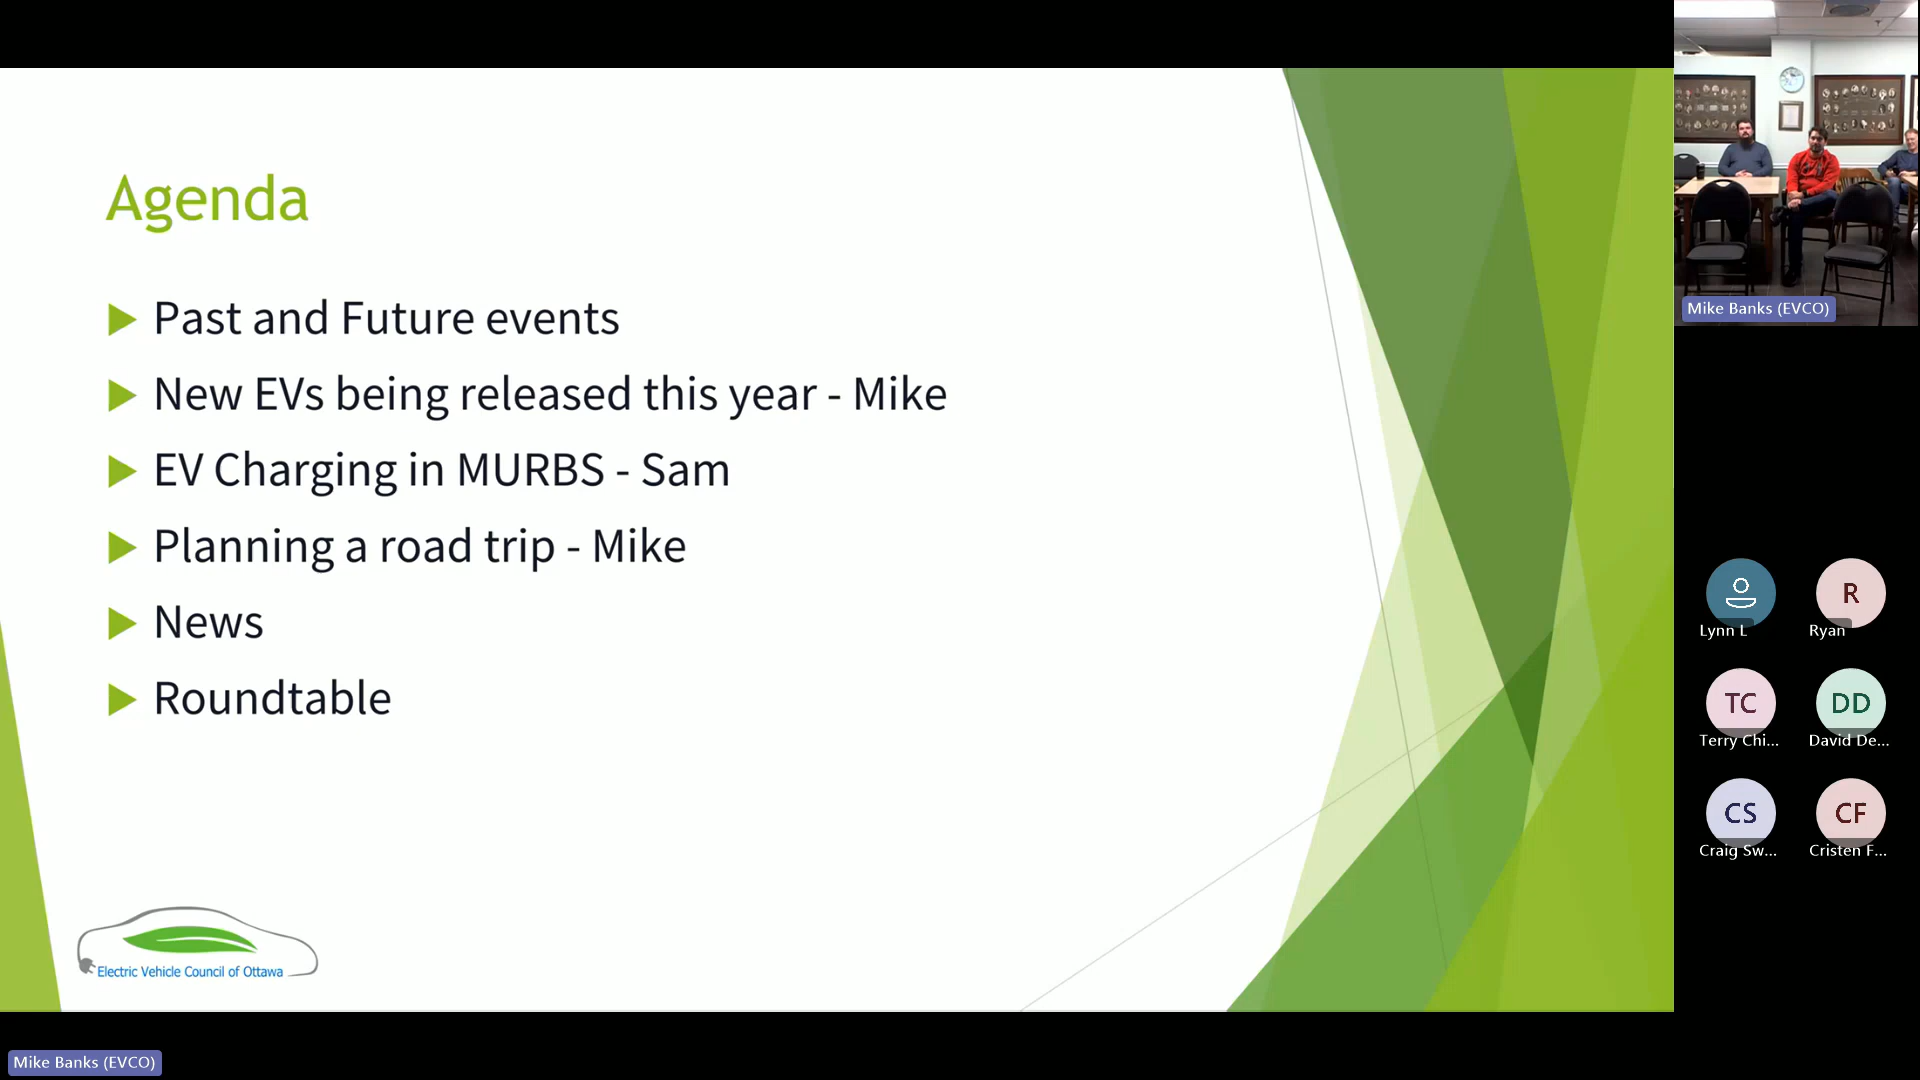 Agenda
Past and Future events
New EVs being released this year - Mike
EV Charging in MURBS - Sam
Planning a road trip - Mike
News
Roundtable
Electric Vehicle Council of Ottawa
Mike Banks (EVCO)
Mike Banks (EVCO)
Lynn L
R
Ryan
TC
Terry Chi...
DD
David De...
CS
Craig Sw...
CF
Cristen F...